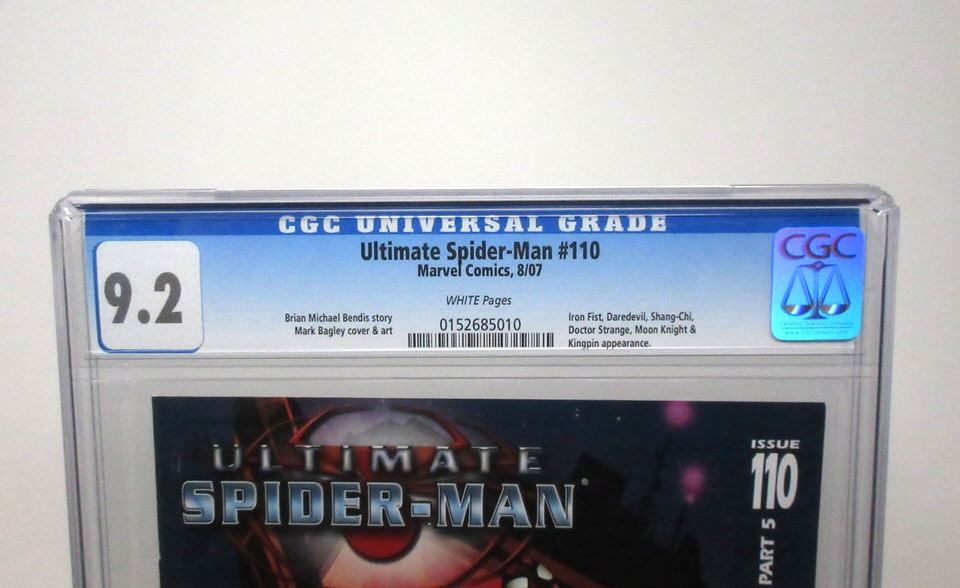 CGC UNIVERSAL GRADE
9.2
Ultimate Spider-Man #110
Marvel Comics, 8/07
WHITE Pages
Brian Michael Bendis story
Mark Bagley cover & art
0152685010
Iron Fist, Daredevil, Shang-Chi,
Doctor Strange, Moon Knight &
Kingpin appearance.
CGC
ULTIMATE
SPIDER-MAN
ISSUE
110
PART 5